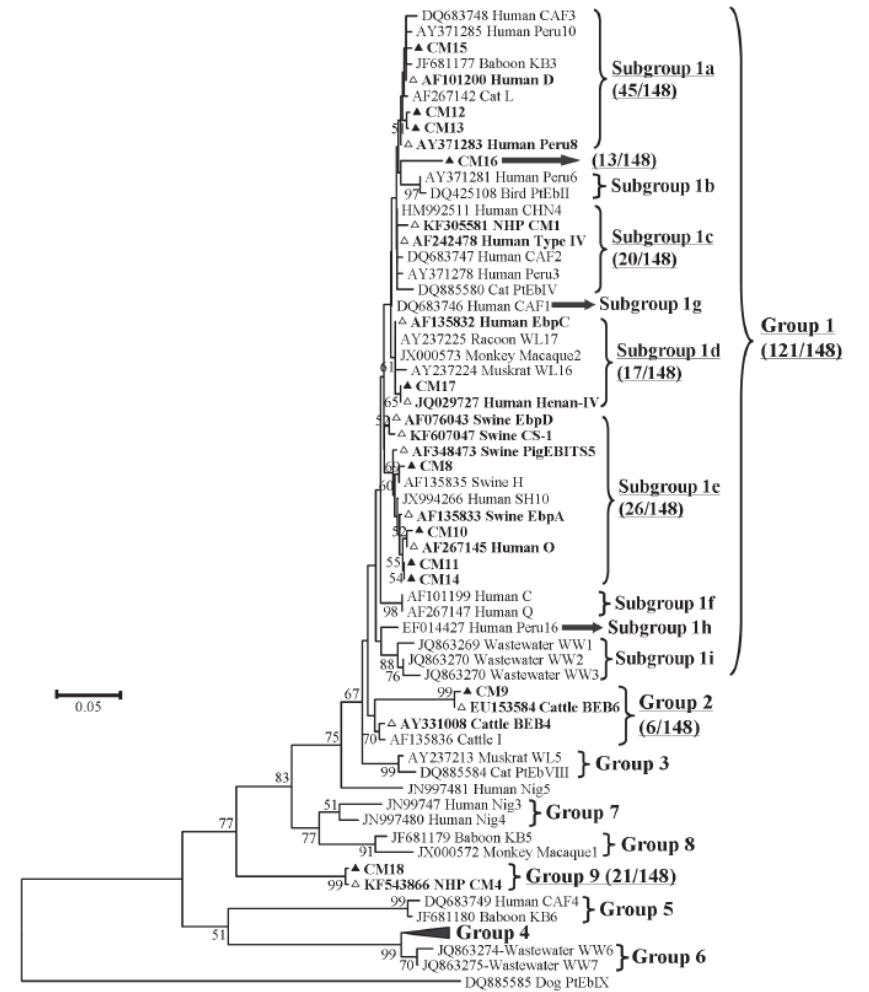 DQ683748 Human CAF3
AY371285 Human Peru10
CM15
JF681177 Baboon KB3
AF101200 Human D
AF267142 Cat L
CM12
CM13
AY371283 Human Peru8
Subgroup 1a
(45/148)
CM16
(13/148)
AY371281 Human Peru6
97
DQ425108 Bird PtEbII
Subgroup 1b
HM992511 Human CHN4
KF305581 NHP CM1
AF242478 Human Type IV
DQ683747 Human CAF2
AY371278 Human Peru3
DQ885580 Cat PtEbIV
Subgroup 1c
(20/148)
DQ683746 Human CAF1
Subgroup 1g
AF135832 Human EbpC
AY237225 Racoon WL17
JX000573 Monkey Macaque2
61
AY237224 Muskrat WL16
CM17
65
JQ029727 Human Henan-IV
Subgroup 1d
(17/148)
Group 1
(121/148)
AF076043 Swine EbpD
KF607047 Swine CS-1
AF348473 Swine PigEBITS5
CM8
60
AF135835 Swine H
JX994266 Human SH10
AF135833 Swine EbpA
52
CM10
AF267145 Human O
55
CM11
54
CM14
Subgroup 1e
(26/148)
AF101199 Human C
98
AF267147 Human Q
Subgroup 1f
EF014427 Human Peru16
Subgroup 1h
JQ863269 Wastewater WW1
88
JQ863270 Wastewater WW2
76
JQ863270 Wastewater WW3
Subgroup 1i
0.05
67
99
CM9
EU153584 Cattle BEB6
AY331008 Cattle BEB4
70
AF135836 Cattle I
Group 2
(6/148)
75
AY237213 Muskrat WL5
99
DQ885584 Cat PtEbVIII
Group 3
83
JN997481 Human Nig5
51
JN99747 Human Nig3
JN997480 Human Nig4
Group 7
77
77
JF681179 Baboon KB5
91
JX000572 Monkey Macaque1
Group 8
CM18
99
KF543866 NHP CM4
Group 9 (21/148)
99
DQ683749 Human CAF4
JF681180 Baboon KB6
Group 5
51
Group 4
99
JQ863274-Wastewater WW6
70
JQ863275-Wastewater WW7
Group 6
DQ885585 Dog PtEbIX